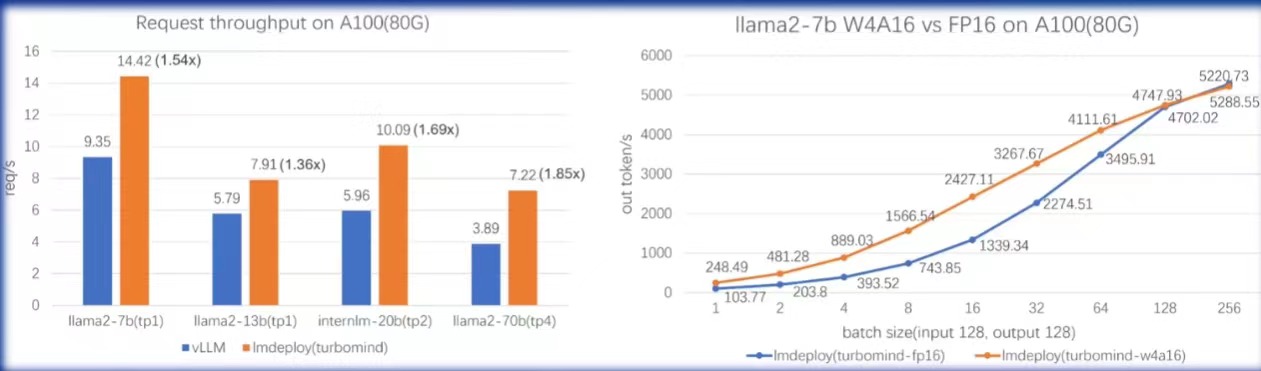 Request throughput on A100(80G)
16
14
12
10
8
6
4
2
0
req/s
9.35
14.42 (1.54x)
5.79
7.91 (1.36x)
5.96
10.09 (1.69x)
3.89
7.22 (1.85x)
llama2-7b(tp1)
llama2-13b(tp1)
internlm-20b(tp2)
llama2-70b(tp4)
vLLM
lmdeploy(turbomind)
llama2-7b W4A16 vs FP16 on A100(80G)
6000
5000
4000
3000
2000
1000
0
out token/s
248.49
481.28
889.03
1566.54
2427.11
3267.67
4111.61
4747.93
5220.73
103.77
203.8
393.52
743.85
1339.34
2274.51
3495.91
4702.02
5288.55
1
2
4
8
16
32
64
128
256
batch size(input 128, output 128)
lmdeploy(turbomind-fp16)
lmdeploy(turbomind-w4a16)